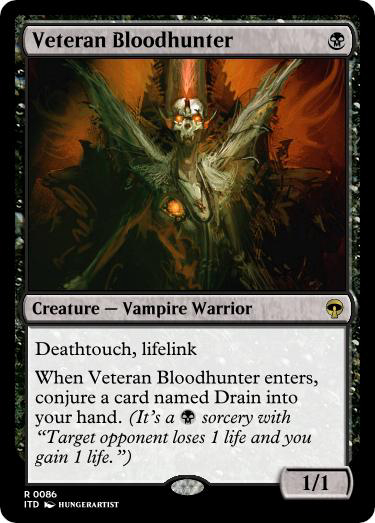 Veteran Bloodhunter
Creature — Vampire Warrior
Deathtouch, lifelink
When Veteran Bloodhunter enters,
conjure a card named Drain into
your hand. (It's a sorcery with
“Target opponent loses 1 life and you
gain 1 life.”)
1/1
R 0086
ITD HUNGERARTIST